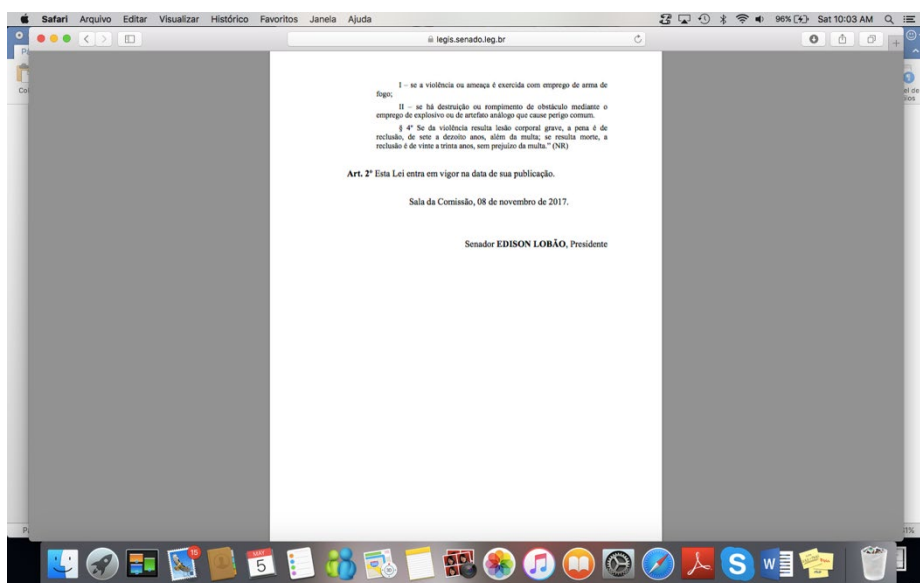 Safari Arquivo Editar Visualizar Histórico Favoritos Janela Ajuda 96% Sat 10:03 AM
legis.senado.leg.br
I – se a violência ou ameaça é exercida com emprego de arma de
fogo;
II – se há destruição ou rompimento de obstáculo mediante o
emprego de explosivo ou de artefato análogo que cause perigo comum.
§ 4º Se da violência resulta lesão corporal grave, a pena é de
reclusão, de sete a dezoito anos, além da multa; se resulta morte, a
reclusão é de vinte a trinta anos, sem prejuízo da multa.” (NR)
Art. 2º Esta Lei entra em vigor na data de sua publicação.
Sala da Comissão, 08 de novembro de 2017.
Senador EDISON LOBÃO, Presidente
15
MAY
5